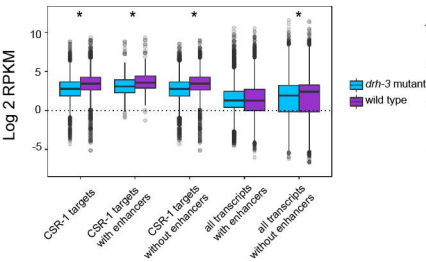 * * * *
10
5
0
-5
Log 2 RPKM
drh-3 mutant
wild type
CSR-1 targets
CSR-1 targets
with enhancers
CSR-1 targets
without enhancers
all transcripts
with enhancers
all transcripts
without enhancers